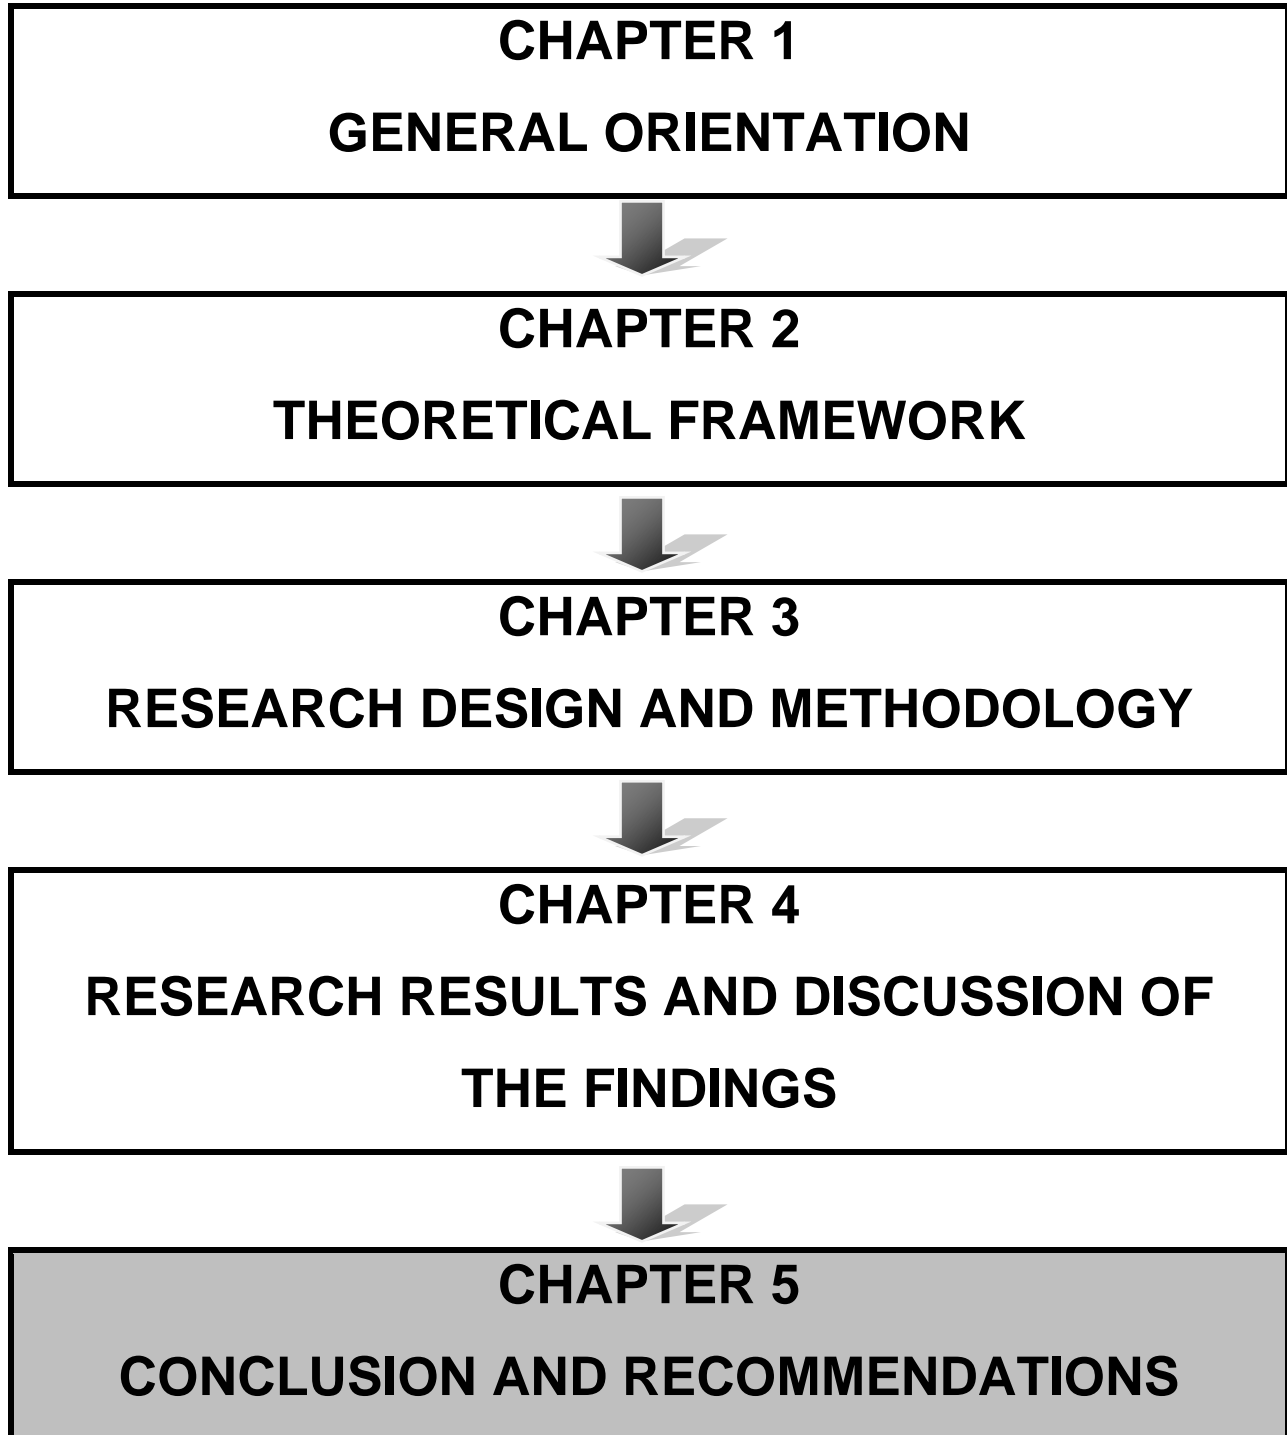 CHAPTER 1
GENERAL ORIENTATION
CHAPTER 2
THEORETICAL FRAMEWORK
CHAPTER 3
RESEARCH DESIGN AND METHODOLOGY
CHAPTER 4
RESEARCH RESULTS AND DISCUSSION OF
THE FINDINGS
CHAPTER 5
CONCLUSION AND RECOMMENDATIONS